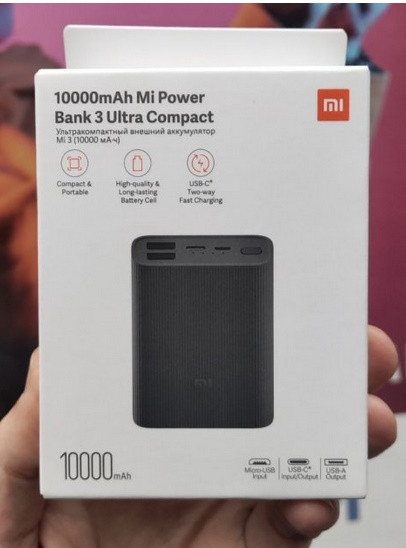 10000mAh Mi Power
Bank 3 Ultra Compact
Ультракомпактный внешний аккумулятор
Mi 3 (10000 мА·ч)
Compact &
Portable
High-quality &
Long-lasting
Battery Cell
USB-C®
Two-way
Fast Charging
mi
mi
10000mAh
Micro-USB
Input
USB-C®
Input/Output
USB-A
Output